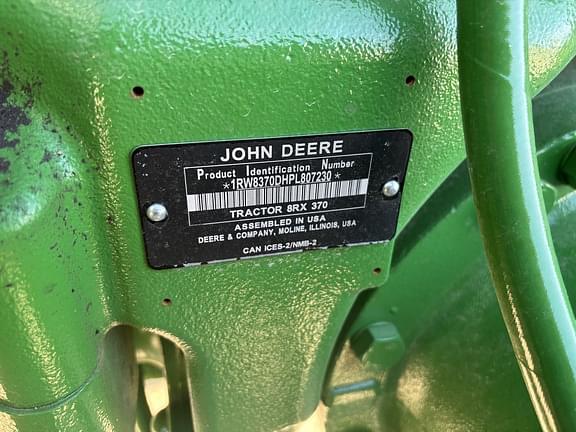 JOHN DEERE
Product Identification Number
*1RW8370DHPL807230*
TRACTOR 8RX 370
ASSEMBLED IN USA
DEERE & COMPANY, MOLINE, ILLINOIS, USA
CAN ICES-2/NMB-2